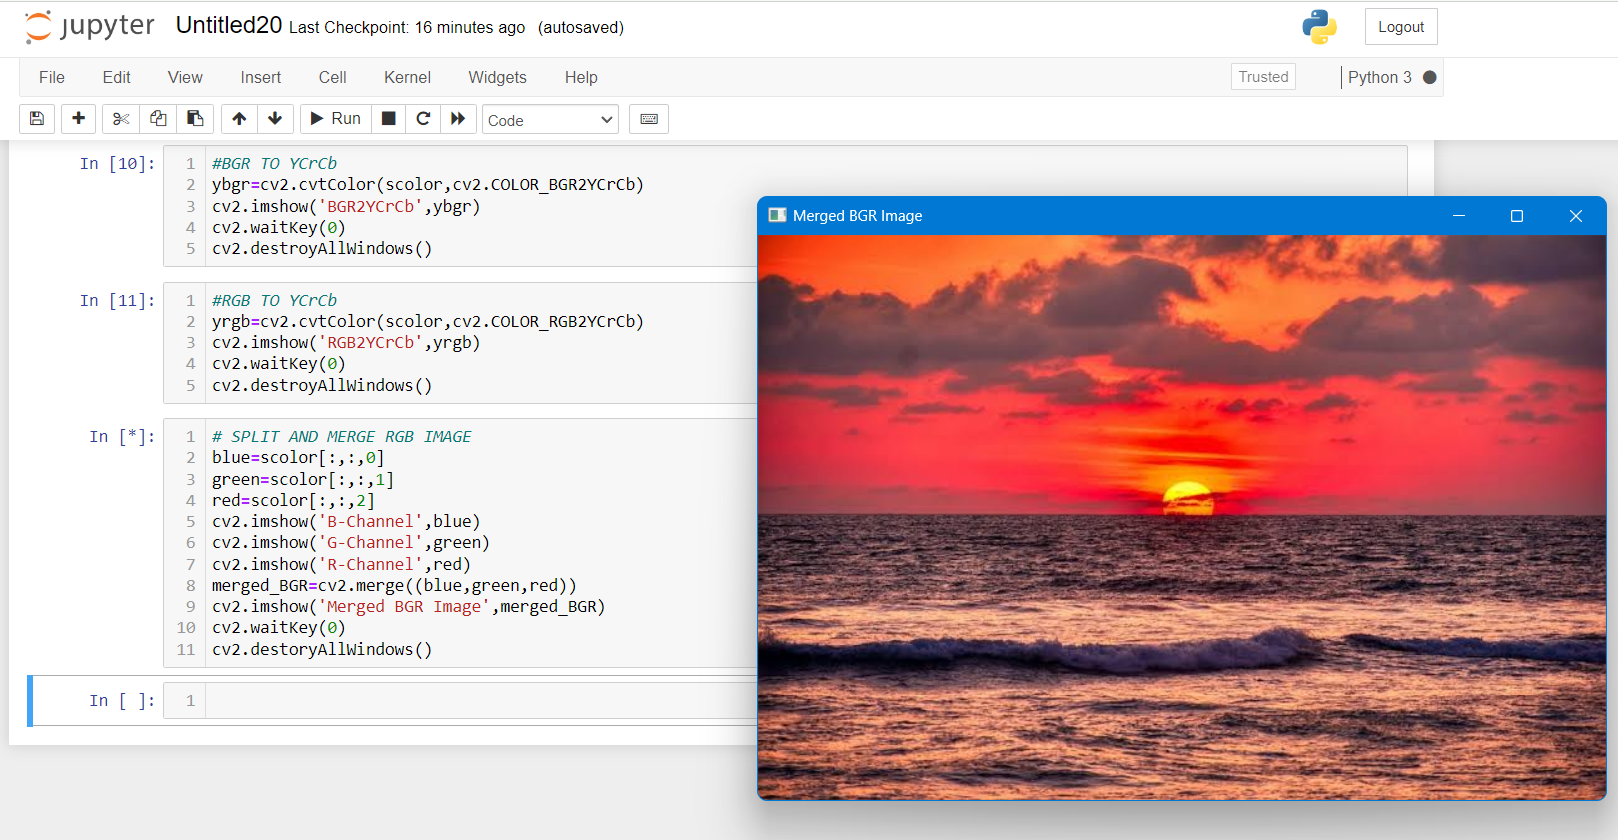 jupyter Untitled20 Last Checkpoint: 16 minutes ago (autosaved)
Logout
File Edit View Insert Cell Kernel Widgets Help
Trusted
Python 3
Run
Code
In [10]:
1 #BGR TO YCrCb
2 ybgr=cv2.cvtColor(scolor,cv2.COLOR_BGR2YCrCb)
3 cv2.imshow('BGR2YCrCb',ybgr)
4 cv2.waitKey(0)
5 cv2.destroyAllWindows()
In [11]:
1 #RGB TO YCrCb
2 yrgb=cv2.cvtColor(scolor,cv2.COLOR_RGB2YCrCb)
3 cv2.imshow('RGB2YCrCb',yrgb)
4 cv2.waitKey(0)
5 cv2.destroyAllWindows()
In [*]:
1 # SPLIT AND MERGE RGB IMAGE
2 blue=scolor[:,:,0]
3 green=scolor[:,:,1]
4 red=scolor[:,:,2]
5 cv2.imshow('B-Channel',blue)
6 cv2.imshow('G-Channel',green)
7 cv2.imshow('R-Channel',red)
8 merged_BGR=cv2.merge((blue,green,red))
9 cv2.imshow('Merged BGR Image',merged_BGR)
10 cv2.waitKey(0)
11 cv2.destoryAllWindows()
In [ ]:
1
Merged BGR Image